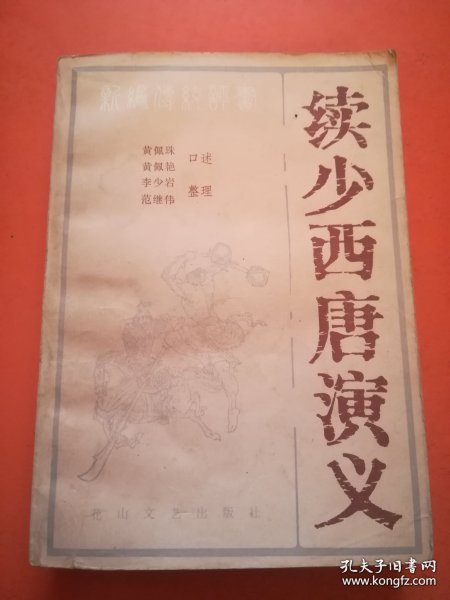 新编传统评书
续少西唐演义
黄佩珠
黄佩艳 口述
李少岩
范继伟 整理
花山文艺出版社
孔夫子旧书网
www.kongfz.com